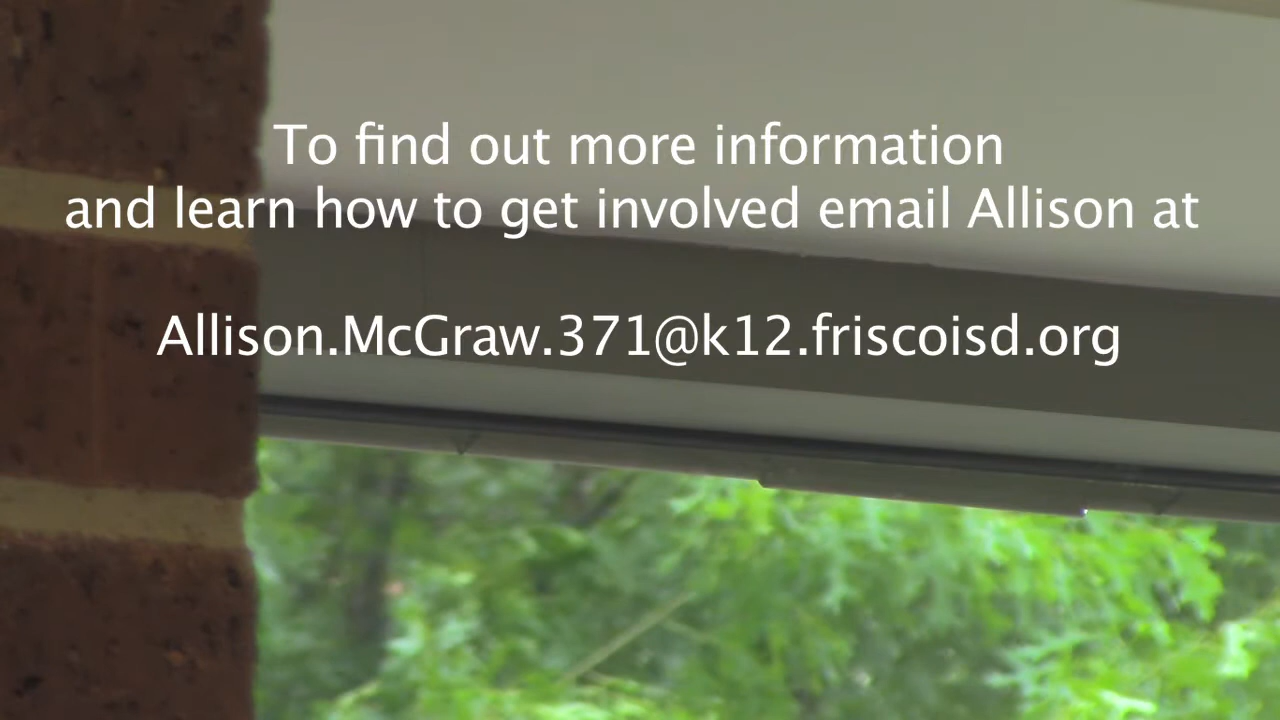 To find out more information
and learn how to get involved email Allison at
Allison.McGraw.371@k12.friscoisd.org